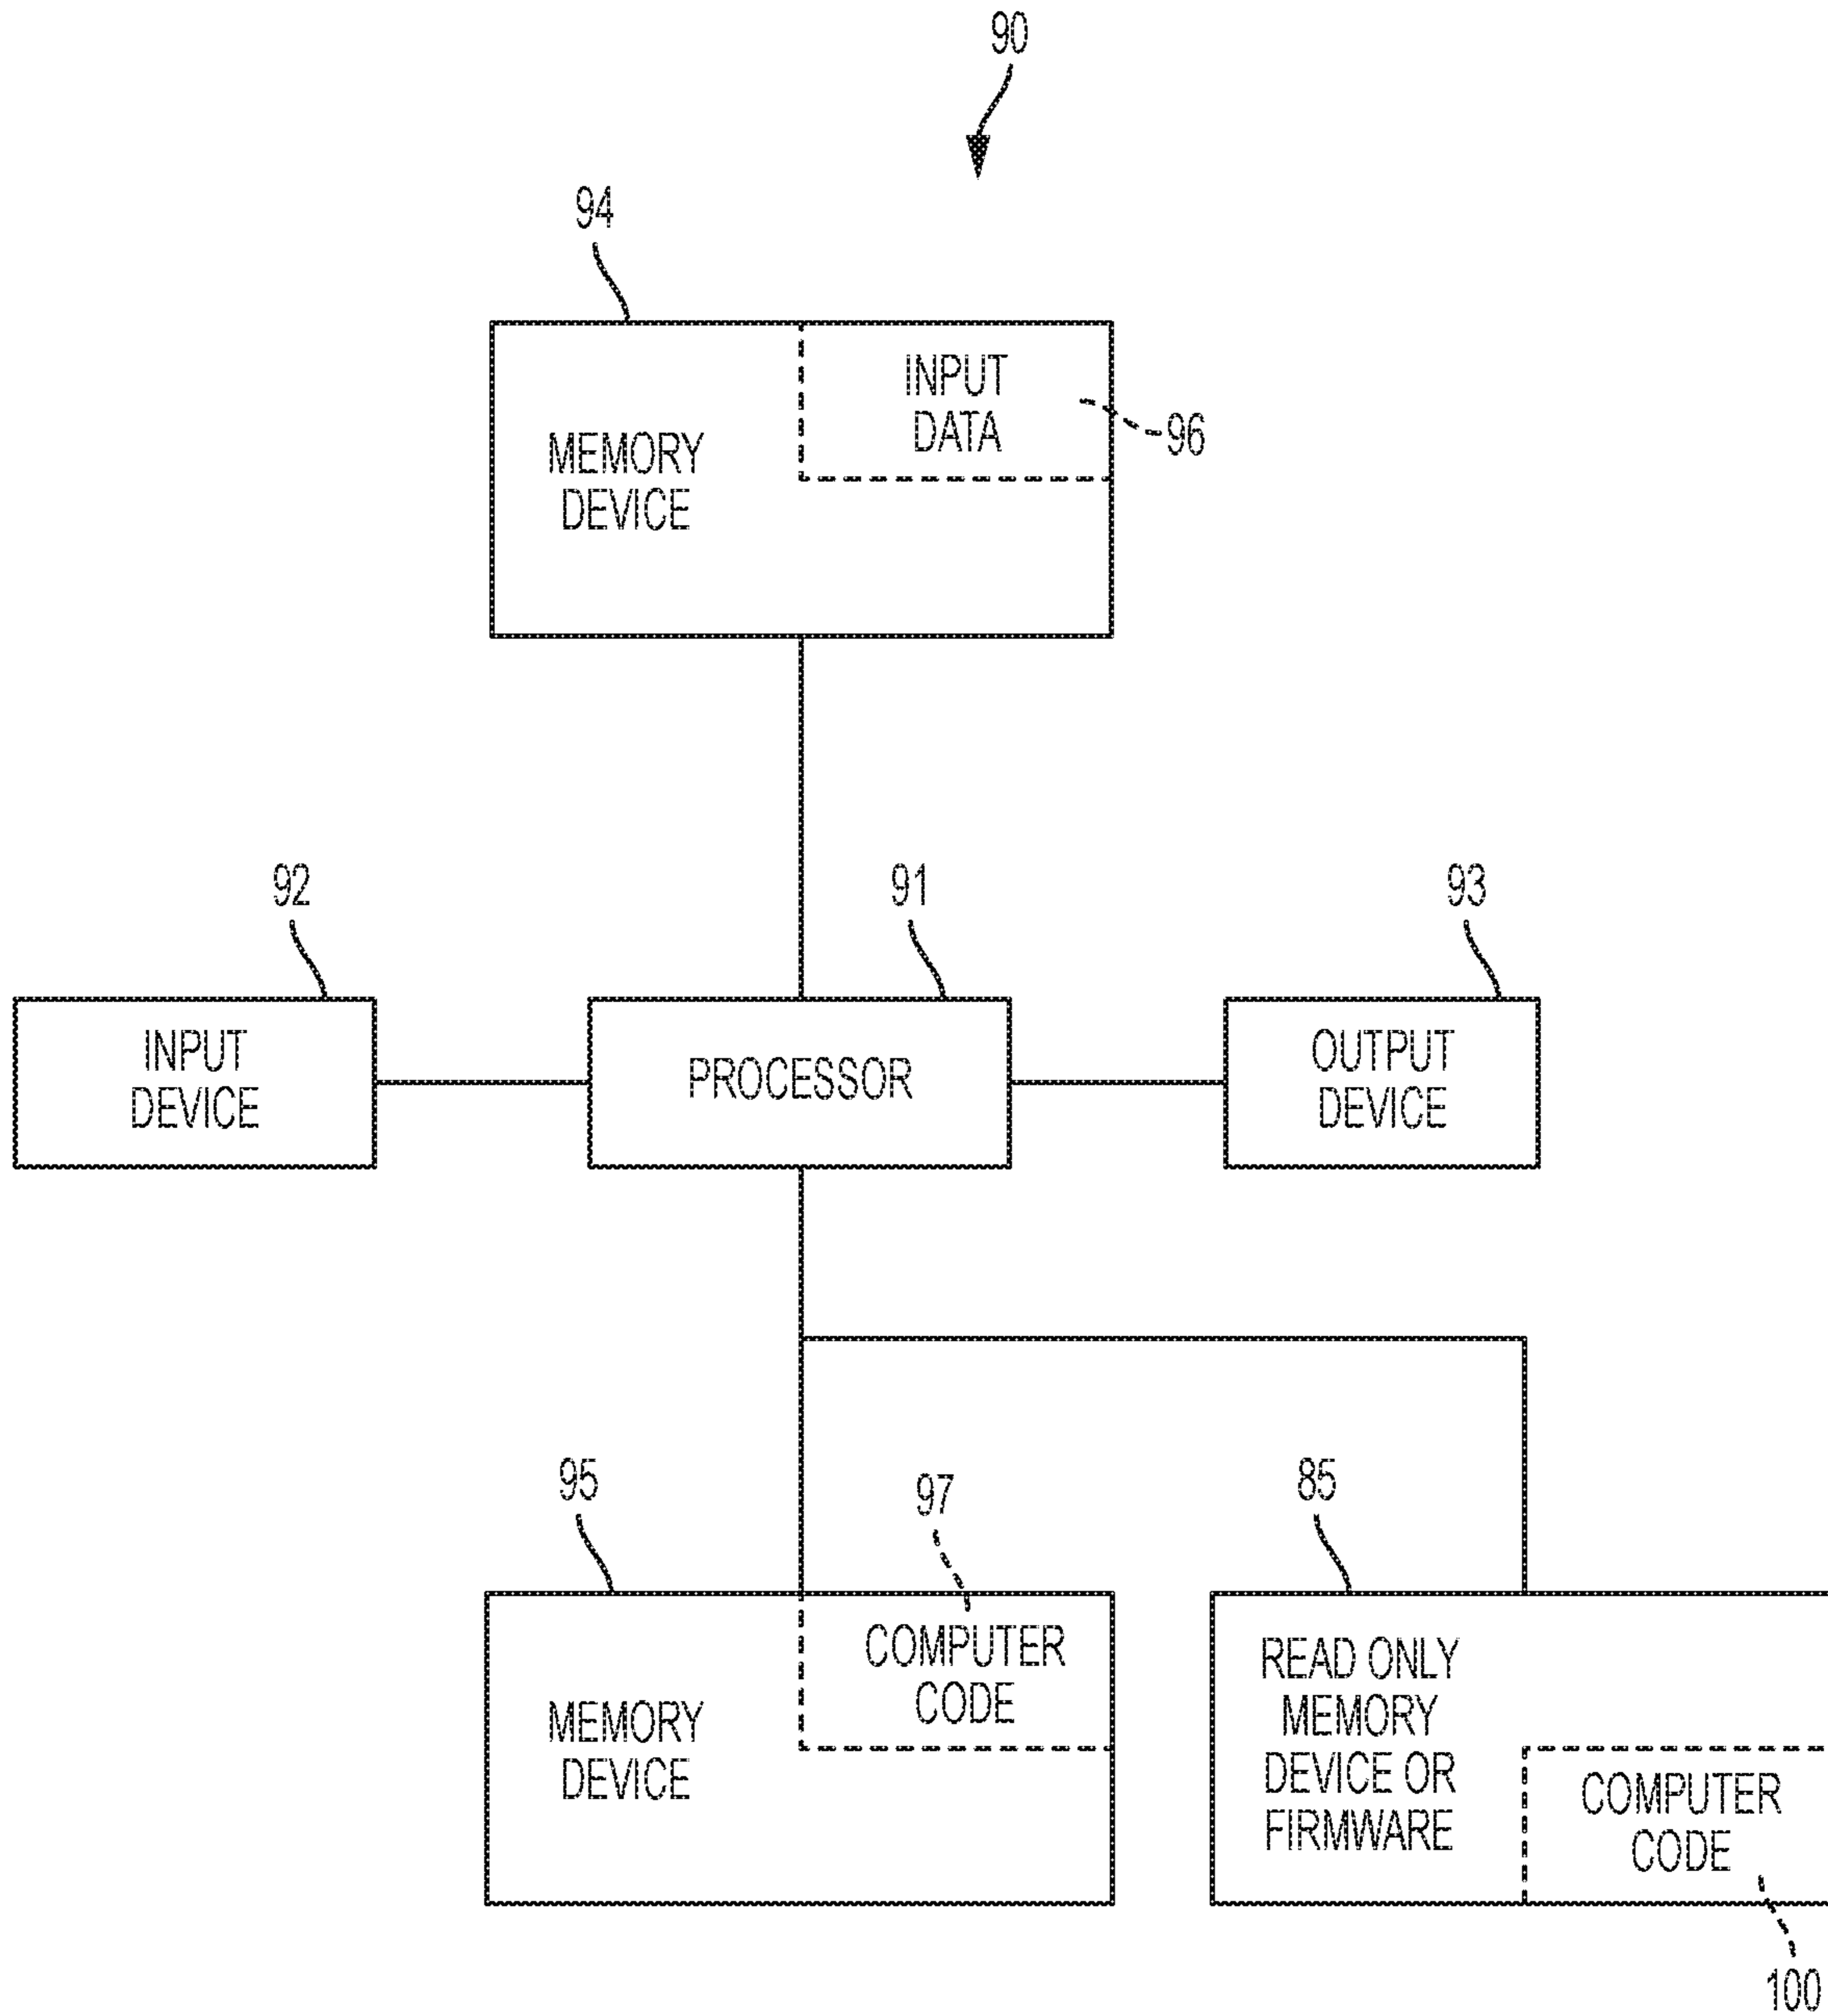 90
94
INPUT
DATA
96
MEMORY
DEVICE
92
91
93
INPUT
DEVICE
PROCESSOR
OUTPUT
DEVICE
95
97
85
COMPUTER
CODE
MEMORY
DEVICE
READ ONLY
MEMORY
DEVICE OR
FIRMWARE
COMPUTER
CODE
100